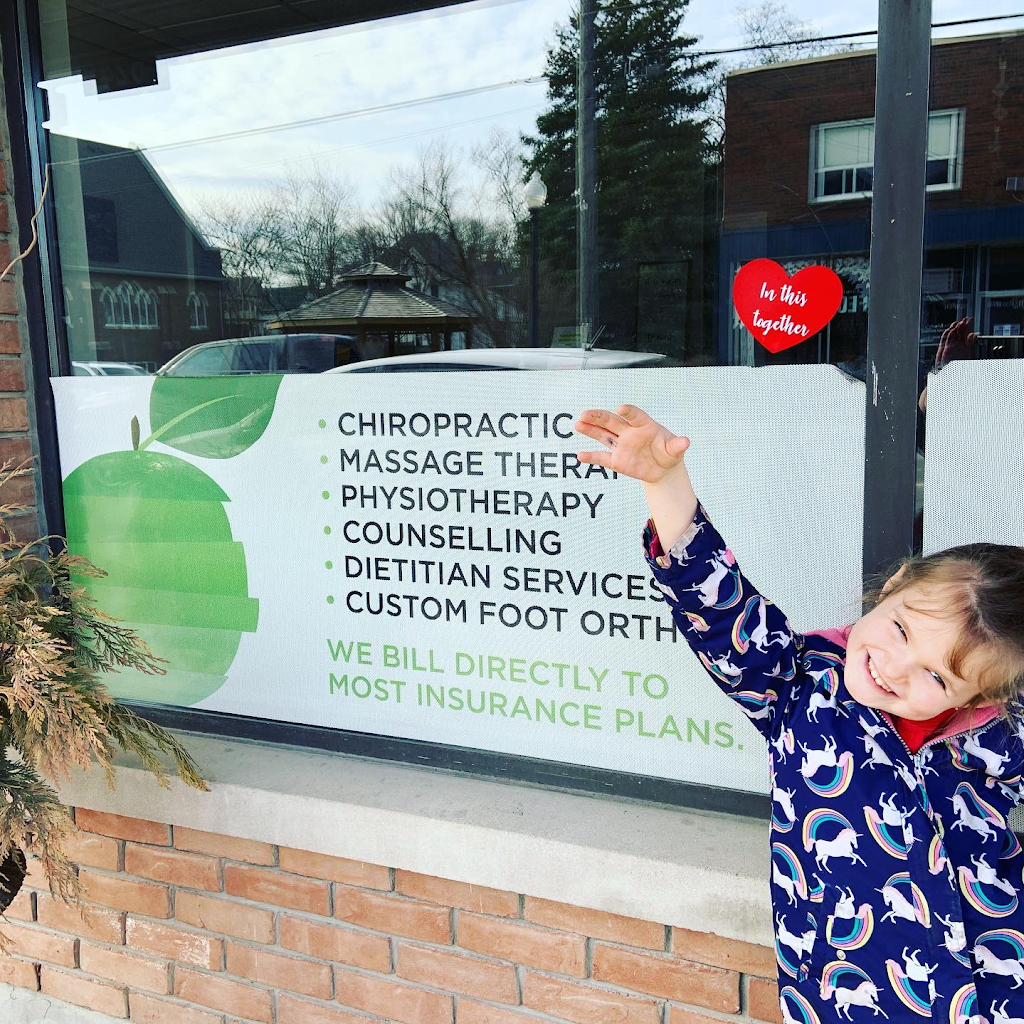 In this
together
• CHIROPRACTIC
• MASSAGE THERA
• PHYSIOTHERAPY
• COUNSELLING
• DIETITIAN SERVICES
• CUSTOM FOOT ORTH
WE BILL DIRECTLY TO
MOST INSURANCE PLANS.